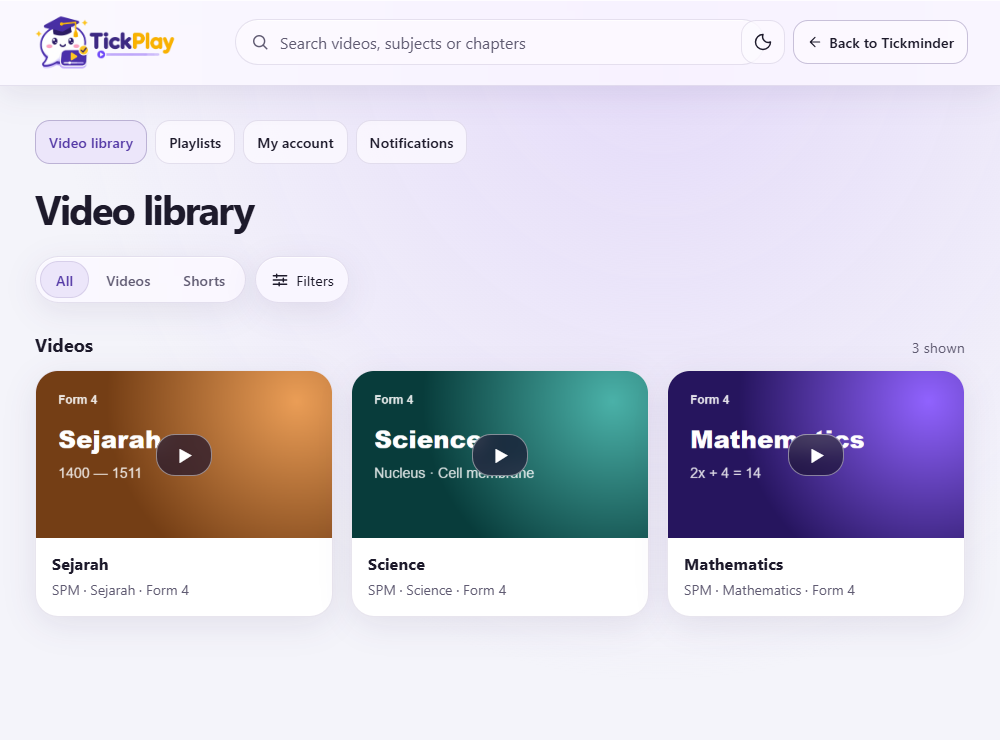 TickPlay
Search videos, subjects or chapters
← Back to Tickminder
Video library
Playlists
My account
Notifications
Video library
All
Videos
Shorts
Filters
Videos
3 shown
Form 4
Sejarah
1400 — 1511
Sejarah
SPM · Sejarah · Form 4
Form 4
Science
Nucleus · Cell membrane
Science
SPM · Science · Form 4
Form 4
Mathematics
2x + 4 = 14
Mathematics
SPM · Mathematics · Form 4